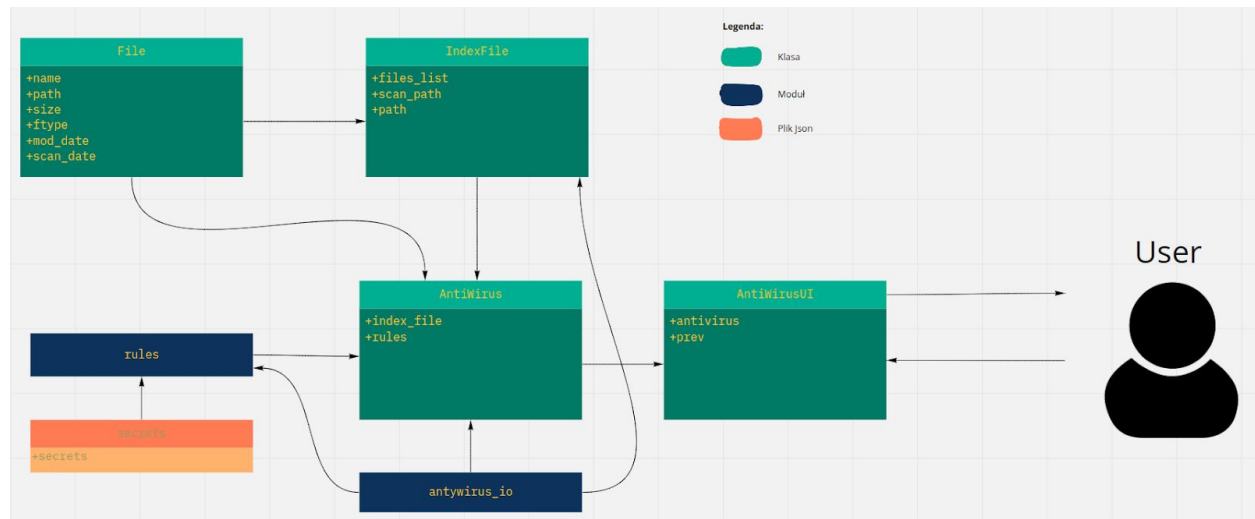 Legenda:
Klasa
Moduł
Plik Json
File
+name
+path
+size
+ftype
+mod_date
+scan_date
IndexFile
+files_list
+scan_path
+path
User
AntiWirus
+index_file
+rules
AntiWirusUI
+antivirus
+prev
rules
secrets
+secrets
antywirus_io